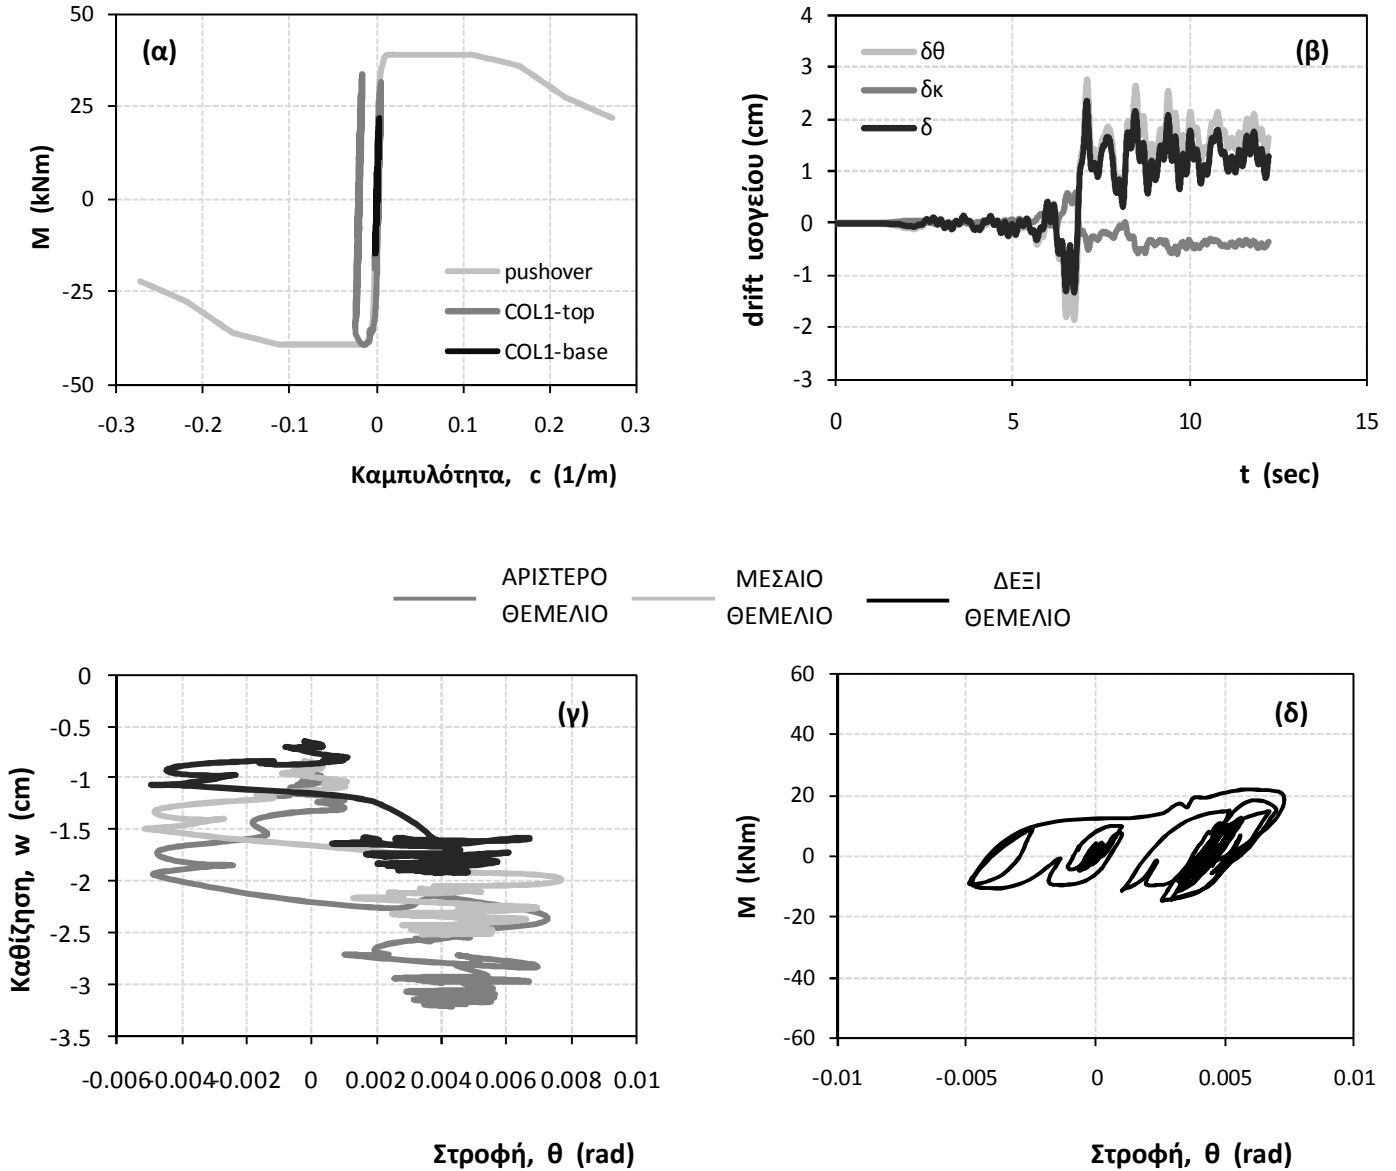 (α)
M (kNm)
50
25
0
-25
-50
pushover
COL1-top
COL1-base
-0.3 -0.2 -0.1 0 0.1 0.2 0.3
Καμπυλότητα, c (1/m)
(β)
drift ισογείου (cm)
4
3
2
1
0
-1
-2
-3
δθ
δκ
δ
0 5 10 15
t (sec)
ΑΡΙΣΤΕΡΟ ΘΕΜΕΛΙΟ
ΜΕΣΑΙΟ ΘΕΜΕΛΙΟ
ΔΕΞΙ ΘΕΜΕΛΙΟ
(γ)
Καθίζηση, w (cm)
0
-0.5
-1
-1.5
-2
-2.5
-3
-3.5
-0.006 -0.004 -0.002 0 0.002 0.004 0.006 0.008 0.01
Στροφή, θ (rad)
(δ)
M (kNm)
60
40
20
0
-20
-40
-60
-0.01 -0.005 0 0.005 0.01
Στροφή, θ (rad)